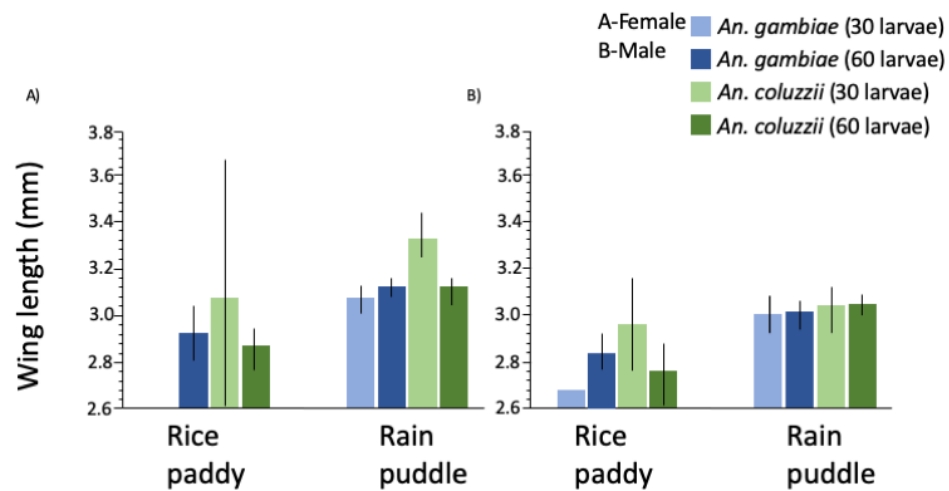 A-Female
B-Male
An. gambiae (30 larvae)
An. gambiae (60 larvae)
An. coluzzii (30 larvae)
An. coluzzii (60 larvae)
A)
B)
Wing length (mm)
3.8
3.6
3.4
3.2
3.0
2.8
2.6
3.8
3.6
3.4
3.2
3.0
2.8
2.6
Rice
paddy
Rain
puddle
Rice
paddy
Rain
puddle